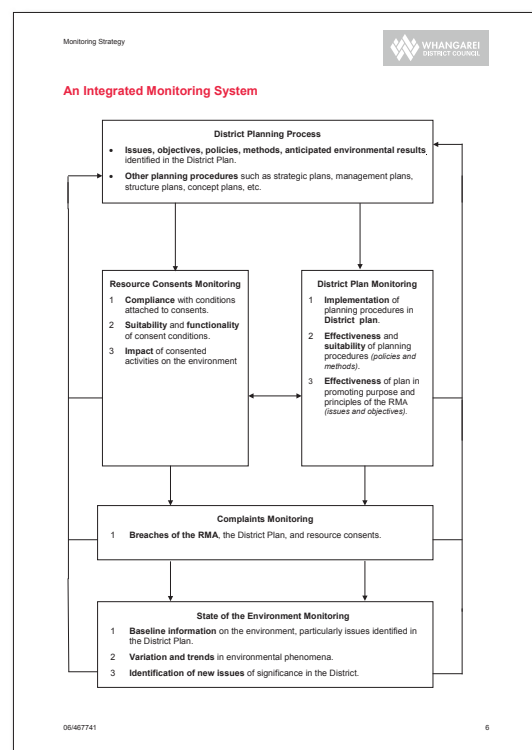 Monitoring Strategy
WHANGAREI
DISTRICT COUNCIL
An Integrated Monitoring System
District Planning Process
• Issues, objectives, policies, methods, anticipated environmental results,
identified in the District Plan.
• Other planning procedures such as strategic plans, management plans,
structure plans, concept plans, etc.
Resource Consents Monitoring
1 Compliance with conditions
attached to consents.
2 Suitability and functionality
of consent conditions.
3 Impact of consented
activities on the environment
District Plan Monitoring
1 Implementation of
planning procedures in
District plan.
2 Effectiveness and
suitability of planning
procedures (policies and
methods).
3 Effectiveness of plan in
promoting purpose and
principles of the RMA
(issues and objectives).
Complaints Monitoring
1 Breaches of the RMA, the District Plan, and resource consents.
State of the Environment Monitoring
1 Baseline information on the environment, particularly issues identified in
the District Plan.
2 Variation and trends in environmental phenomena.
3 Identification of new issues of significance in the District.
06/467741
6